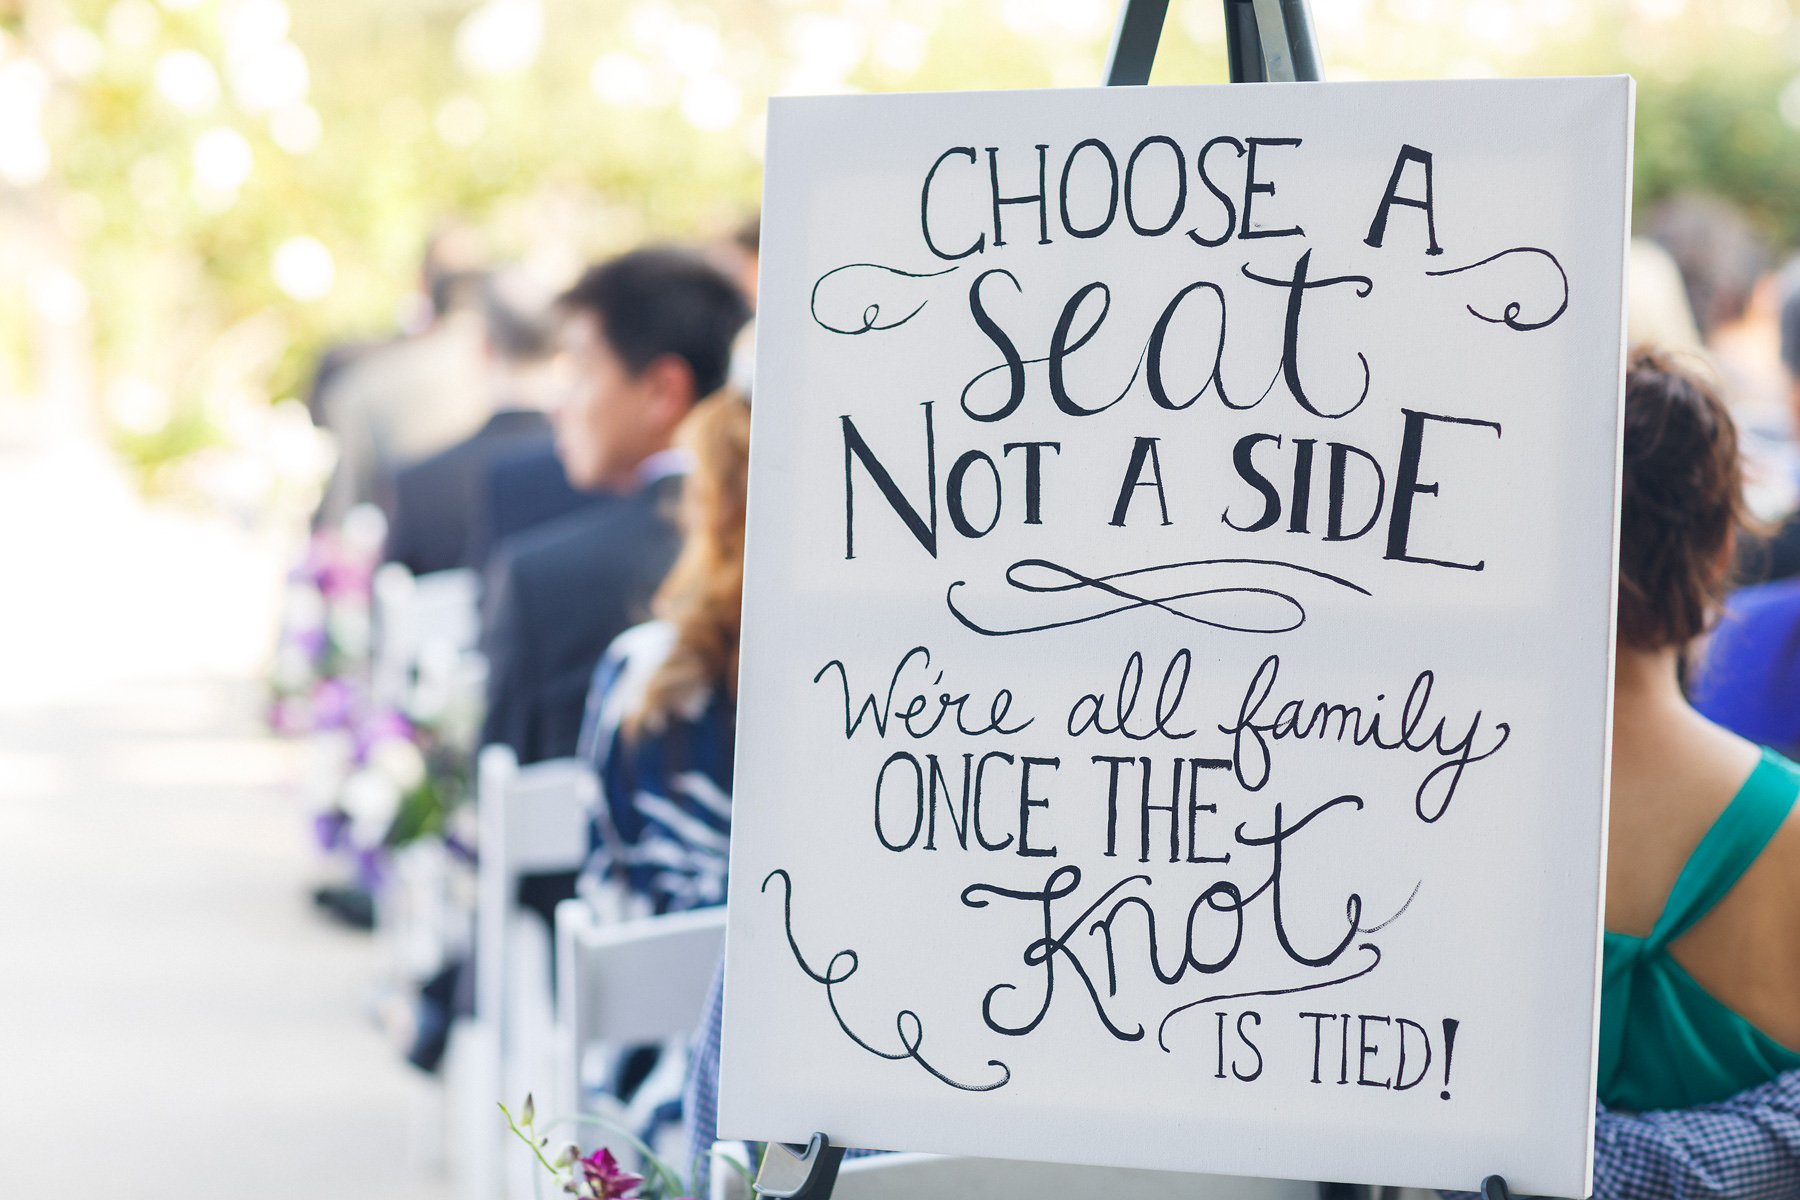 CHOOSE A
seat
NOT A SIDE
We're all family
ONCE THE
Knot
IS TIED!